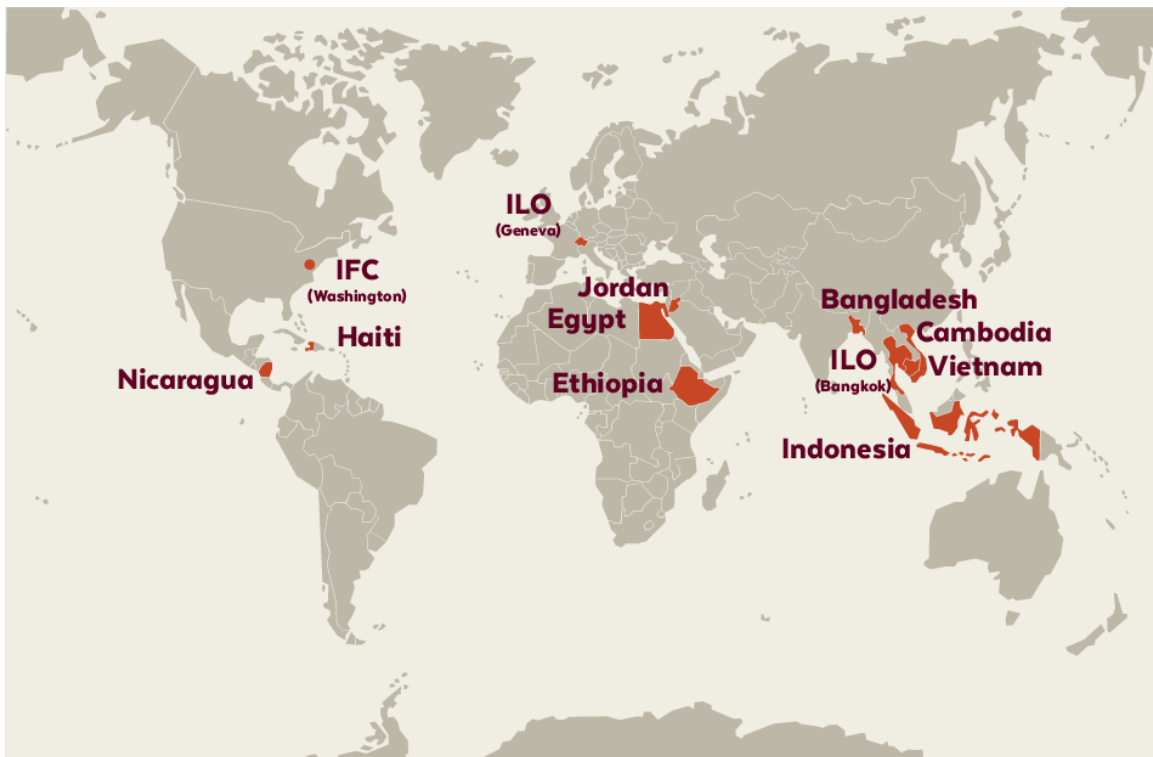 ILO
(Geneva)
IFC
(Washington)
Jordan
Bangladesh
Egypt
Cambodia
Haiti
ILO
(Bangkok)
Vietnam
Nicaragua
Ethiopia
Indonesia